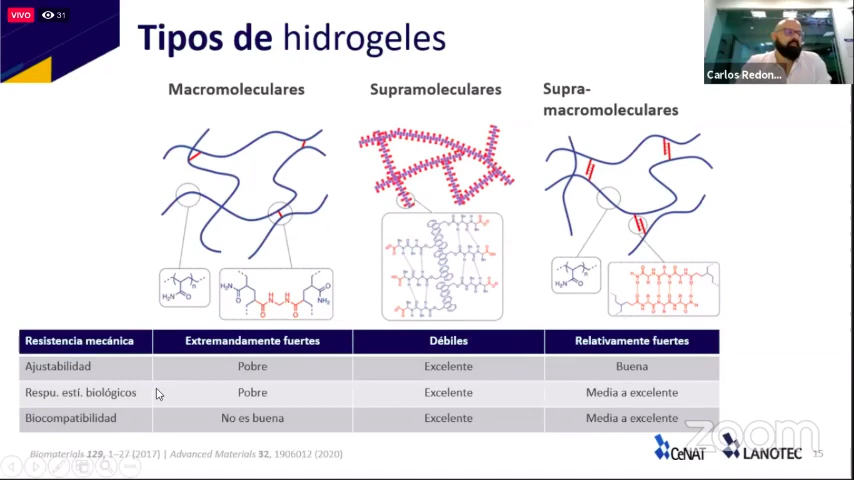 VIVO 31
Tipos de hidrogeles
Carlos Redon...
Macromoleculares
Supramoleculares
Supra-
macromoleculares
Resistencia mecánica Extremandamente fuertes Débiles Relativamente fuertes
Ajustabilidad Pobre Excelente Buena
Respu. estí. biológicos Pobre Excelente Media a excelente
Biocompatibilidad No es buena Excelente Media a excelente
zoom
Biomaterials 129, 1–27 (2017) | Advanced Materials 32, 1906012 (2020)
CeNAT
LANOTEC
15